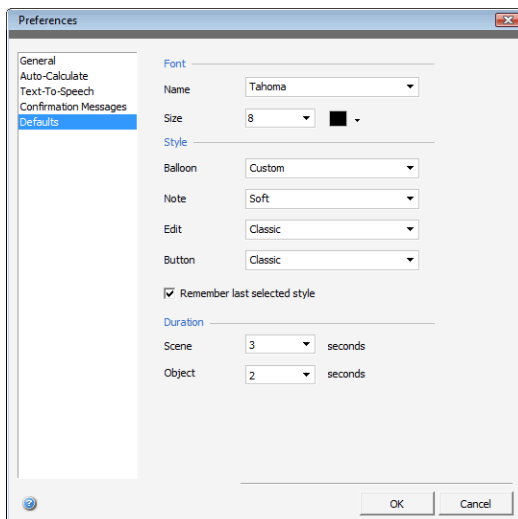 Preferences
General
Auto-Calculate
Text-To-Speech
Confirmation Messages
Defaults
Font
Name Tahoma
Size 8
Style
Balloon Custom
Note Soft
Edit Classic
Button Classic
Remember last selected style
Duration
Scene 3 seconds
Object 2 seconds
OK Cancel